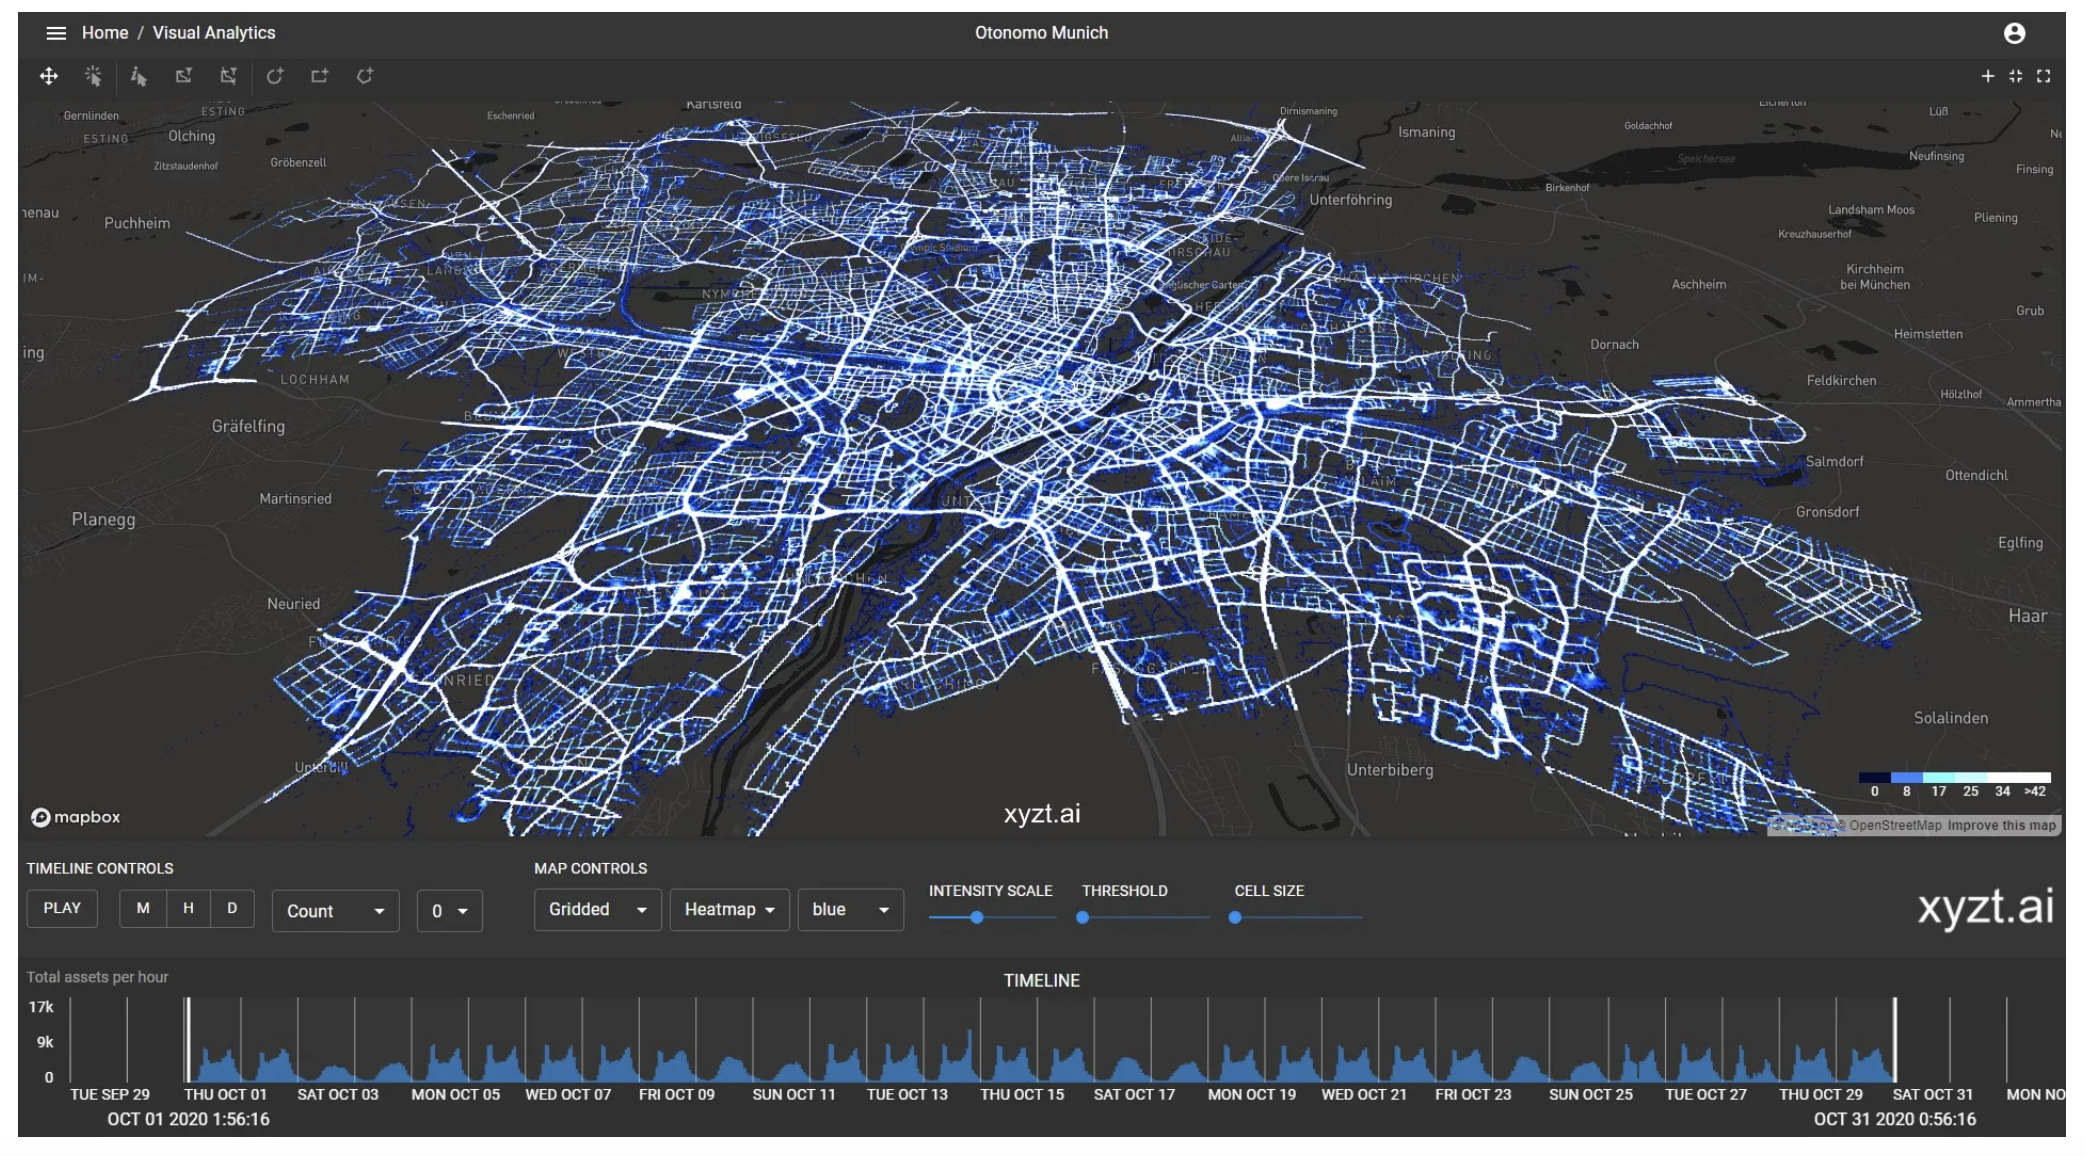 Home / Visual Analytics
Otonomo Munich
Karlsfeld
Gernlinden
ESTING
Eschenried
Dirnismaning
Lüß
ESTING
Olching
Ismaning
Goldachhof
Zitzstaudenhof
Gröbenzell
Speichersee
Neufinsing
Finsing
Obere Isarau
Birkenhof
Unterföhring
Landsham Moos
Pliening
Puchheim
Kreuzhauserhof
Olympic Stadium
Kirchheim
bei München
Aschheim
Englischer Garten
Grub
Heimstetten
Dornach
LOCHHAM
Feldkirchen
Hölzlhof
Ammertha
Gräfelfing
Salmdorf
Ottendichl
Martinsried
Gronsdorf
Planegg
Eglfing
Neuried
Haar
Solalinden
Unterbiberg
0 8 17 25 34 >42
mapbox
xyzt.ai
© OpenStreetMap Improve this map
TIMELINE CONTROLS
MAP CONTROLS
INTENSITY SCALE THRESHOLD CELL SIZE
PLAY M H D Count 0 Gridded Heatmap blue
xyzt.ai
Total assets per hour
TIMELINE
17k
9k
0
TUE SEP 29 THU OCT 01 SAT OCT 03 MON OCT 05 WED OCT 07 FRI OCT 09 SUN OCT 11 TUE OCT 13 THU OCT 15 SAT OCT 17 MON OCT 19 WED OCT 21 FRI OCT 23 SUN OCT 25 TUE OCT 27 THU OCT 29 SAT OCT 31 MON NO
OCT 01 2020 1:56:16
OCT 31 2020 0:56:16